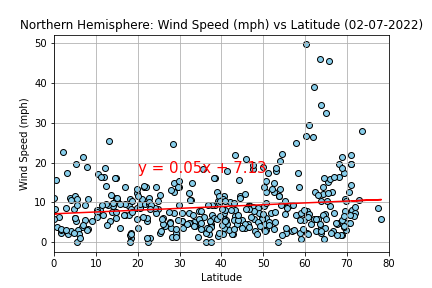 Northern Hemisphere: Wind Speed (mph) vs Latitude (02-07-2022)
50
40
30
20
10
0
Wind Speed (mph)
y = 0.05x + 7.13
0 10 20 30 40 50 60 70 80
Latitude